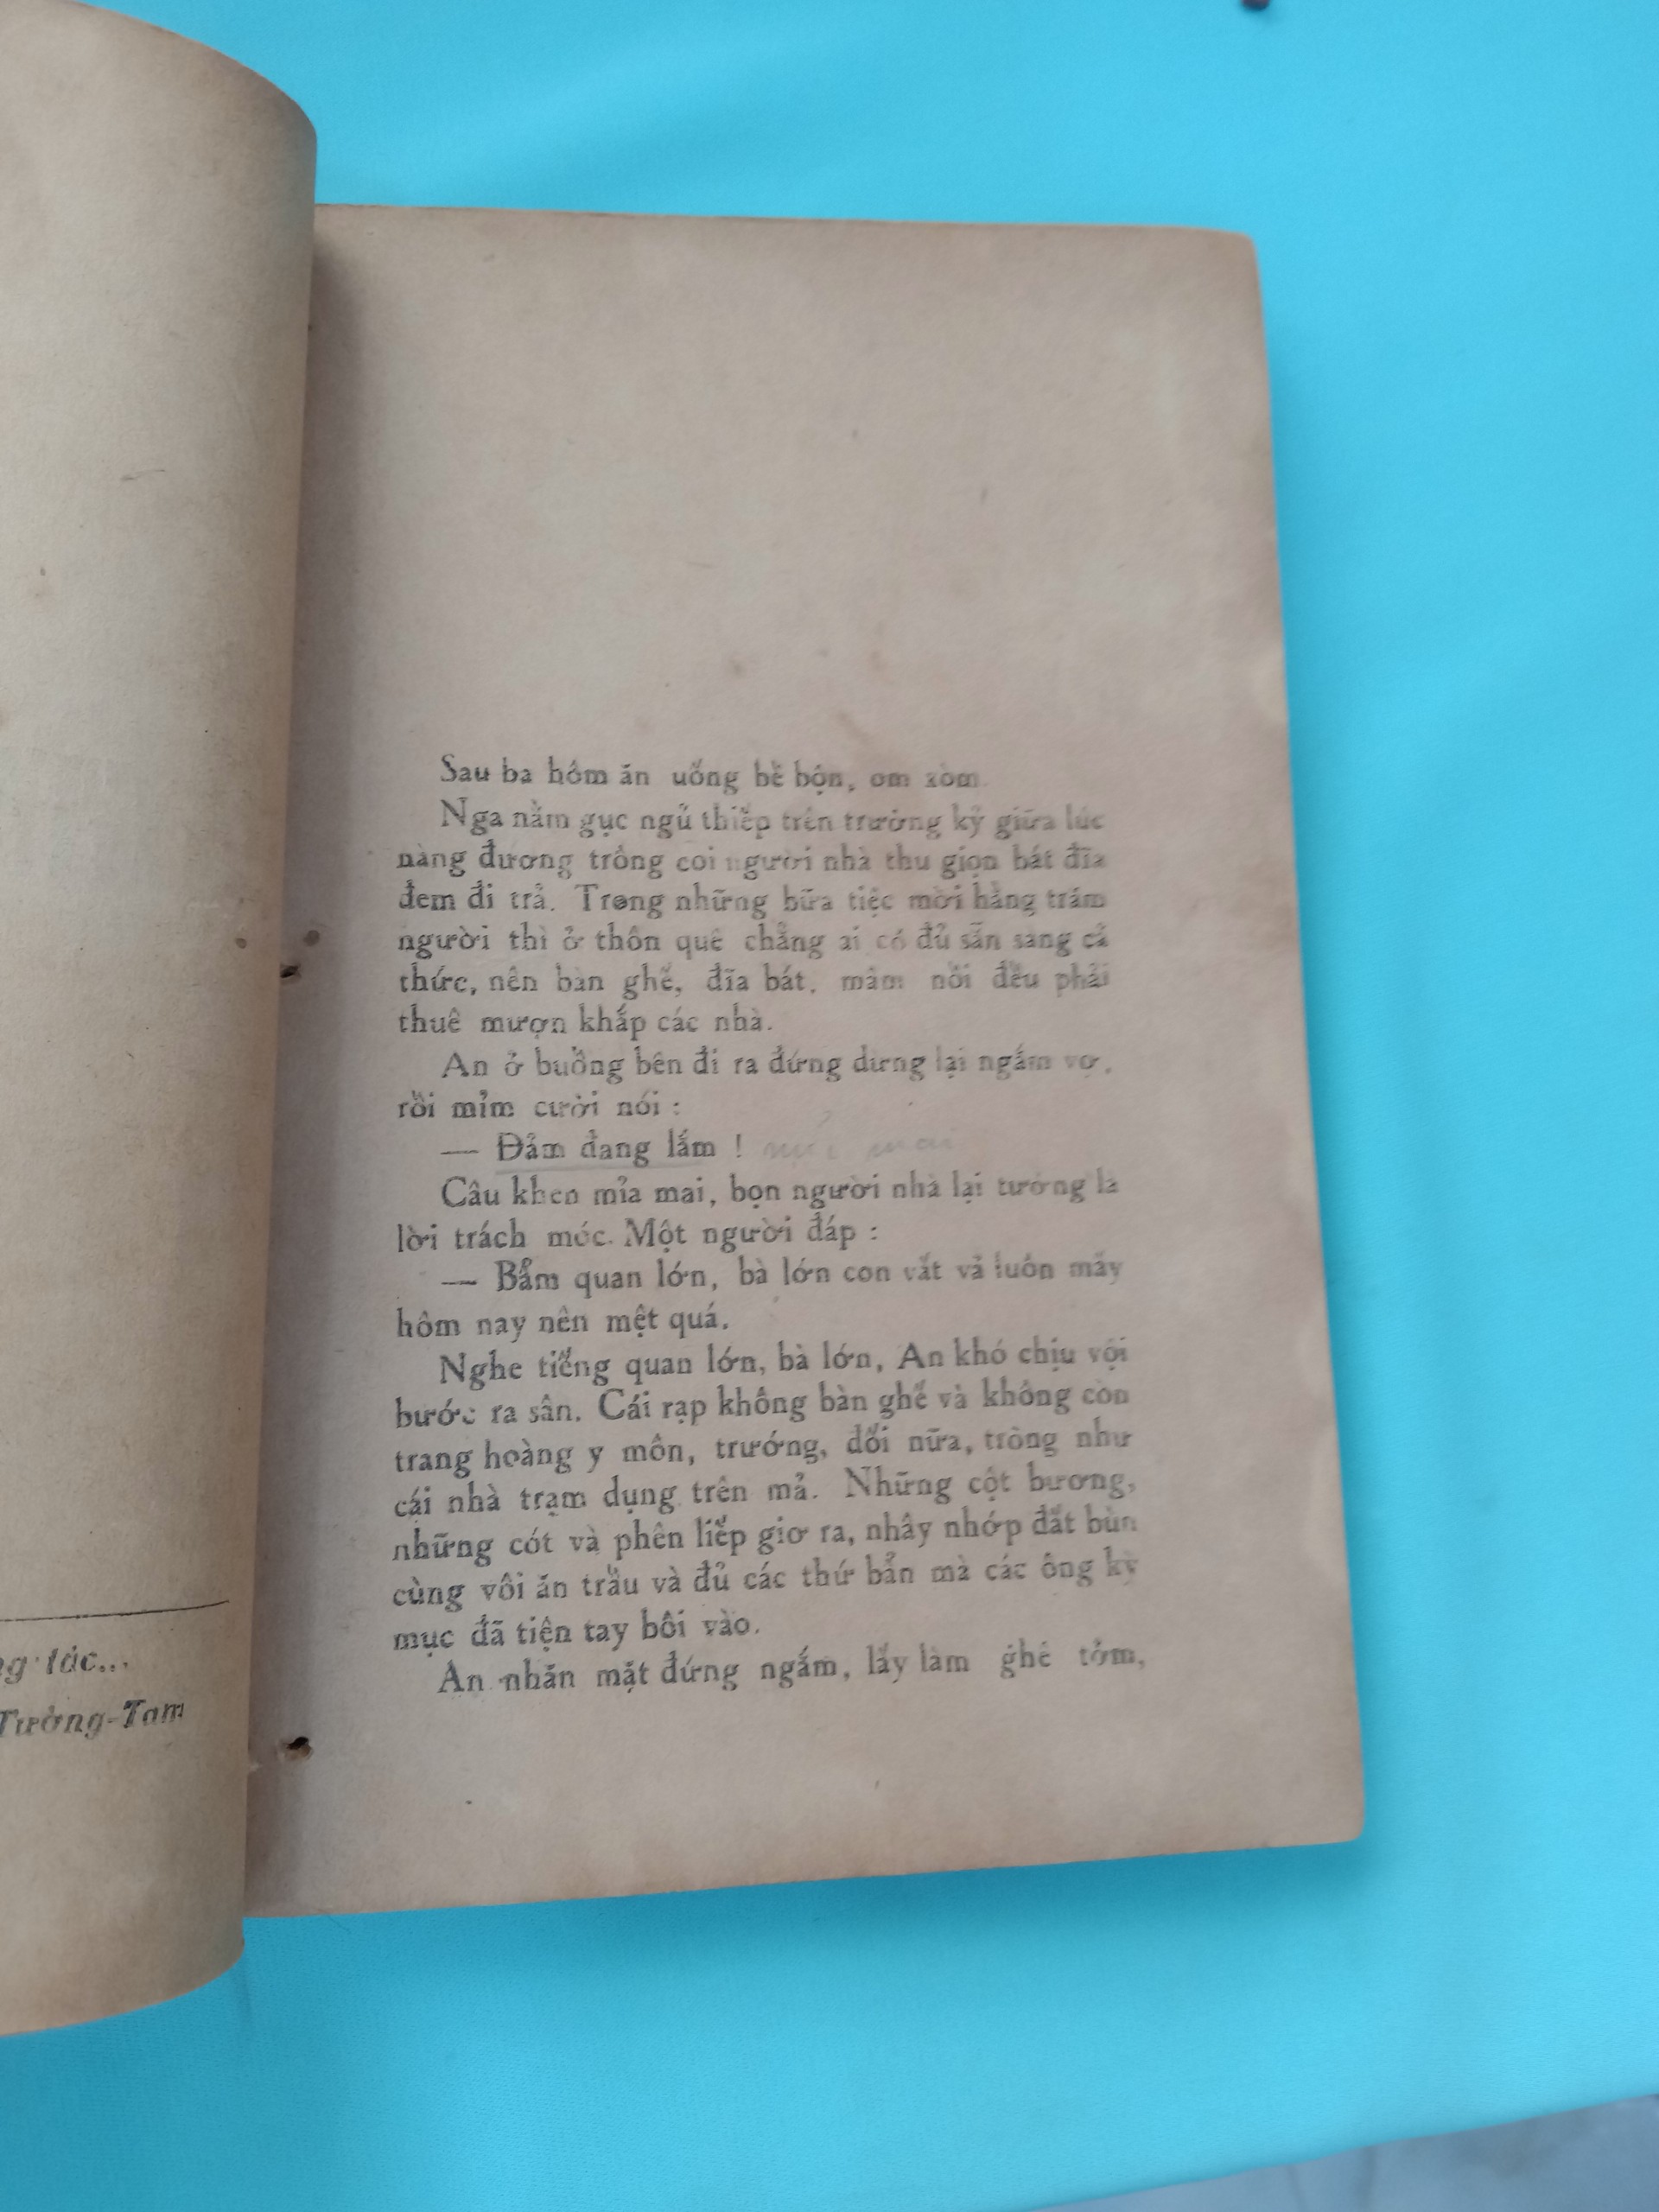 g lác...
Tường-Tam
Sau ba hôm ăn uống bề bộn, om xòm.
Nga nằm gục ngủ thiếp trên trường kỷ giữa lúc
nàng đương trông coi người nhà thu gion bát đĩa
đem đi trả. Trong những bữa tiệc mời hằng trăm
người thì ở thôn quê chẳng ai có đủ sẵn sang cả
thức, nên bàn ghế, đĩa bát, mâm nồi đều phải
thuê mượn khắp các nhà.
An ở buồng bên đi ra đứng dưng lại ngắm vợ,
rồi mỉm cười nói :
— Đảm đang lắm !
Câu khen mỉa mai, bọn người nhà lại tưởng là
lời trách móc. Một người đáp :
— Bẩm quan lớn, bà lớn con vất vả luôn mấy
hôm nay nên mệt quá.
Nghe tiếng quan lớn, bà lớn, An khó chịu vội
bước ra sân. Cái rạp không bàn ghế và không còn
trang hoàng y môn, trướng, đối nữa, tròng như
cái nhà trạm dụng trên mả. Những cột bương,
những cót và phên liếp giơ ra, nhây nhớp đất bùn
cùng vôi ăn trầu và đủ các thứ bẩn mà các ông kỳ
mục đã tiện tay bôi vào.
An nhăn mặt đứng ngắm, lấy làm ghê tởm,